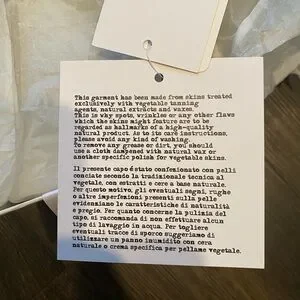 This garment has been made from skins treated
exclusively with vegetable tanning
agents, natural extracts and waxes.
This is why spots, wrinkles or any other flaws
which the skins might feature are to be
regarded as hallmarks of a high-quality
natural product. As to its care instructions,
please avoid any kind of washing.
To remove any grease or dirt, you should
use a cloth dampened with natural wax or
another specific polish for vegetable skins.
Il presente capo è stato confezionato con pelli
conciate secondo la tradizionale tecnica al
vegetale, con estratti e cere a base naturale.
Per questo motivo, gli eventuali segni, rughe
o altre imperfezioni presenti sulla pelle
evidenziano le caratteristiche di naturalità
e pregio. Per quanto concerne la pulizia del
capo, si raccomanda di non effettuare alcun
tipo di lavaggio in acqua. Per togliere
eventuali tracce di sporco suggeriamo di
utilizzare un panno inumidito con cera
naturale o crema specifica per pellame vegetale.